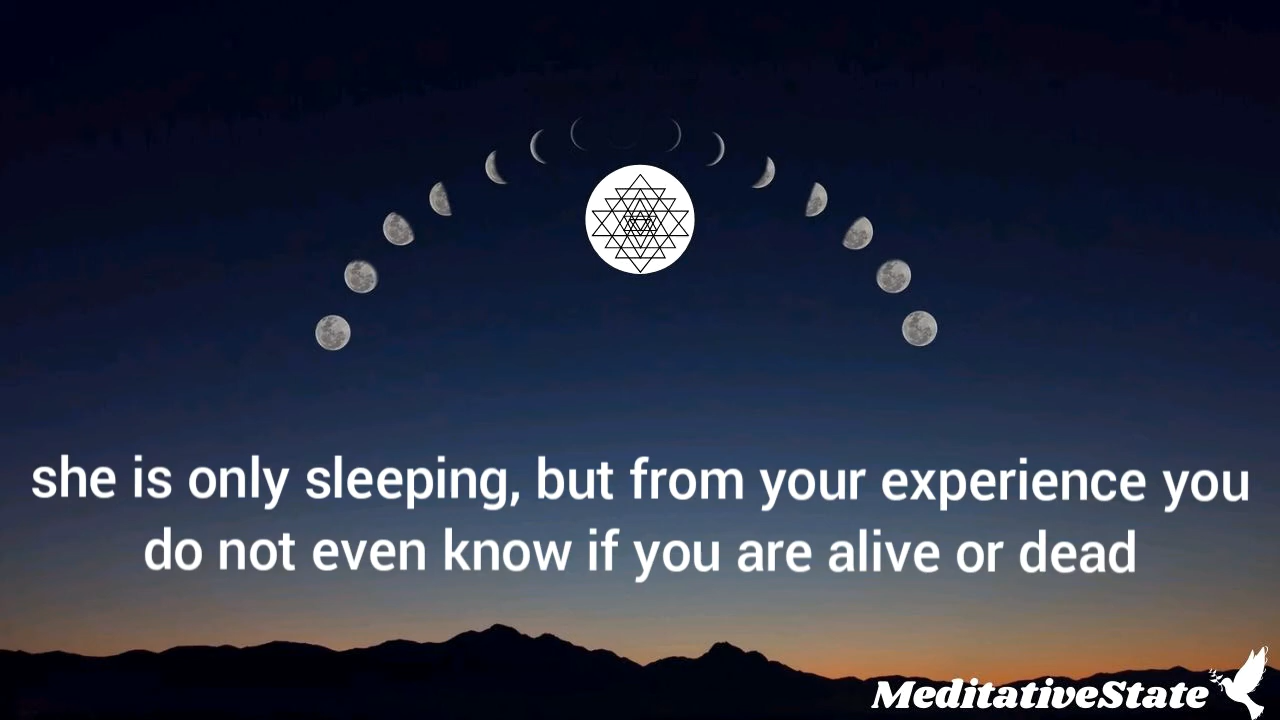 she is only sleeping, but from your experience you
do not even know if you are alive or dead
MeditativeState